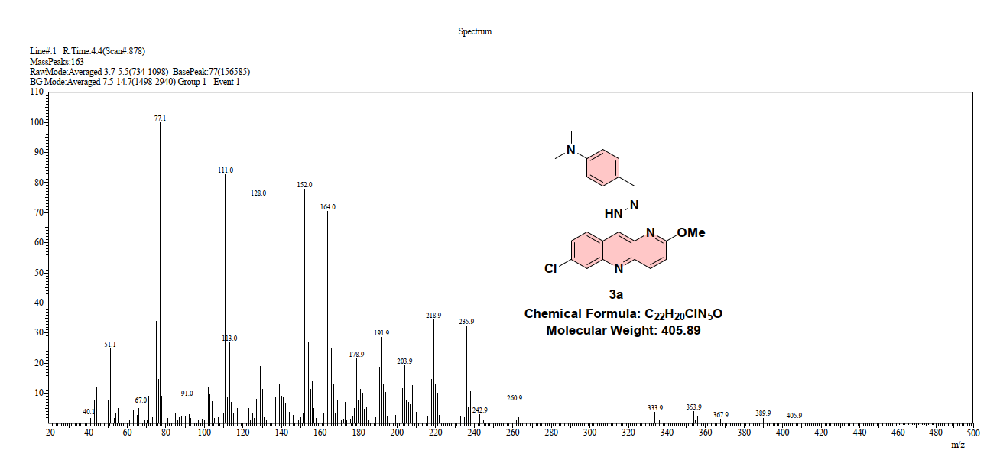 Spectrum
Line#:1 R.Time:4.4(Scan#:878)
MassPeaks:163
RawMode:Averaged 3.7-5.5(734-1098) BasePeak:77(156585)
BG Mode:Averaged 7.5-14.7(1498-2940) Group 1 - Event 1
110
100
90
80
70
60
50
40
30
20
10
77.1
111.0
128.0
152.0
164.0
51.1
113.0
191.9
178.9
203.9
218.9
235.9
40.1
67.0
91.0
242.9
260.9
333.9
353.9
367.9
389.9
405.9
N
N
HN
N
OMe
Cl
N
3a
Chemical Formula: C22H20ClN5O
Molecular Weight: 405.89
20 40 60 80 100 120 140 160 180 200 220 240 260 280 300 320 340 360 380 400 420 440 460 480 500
m/z